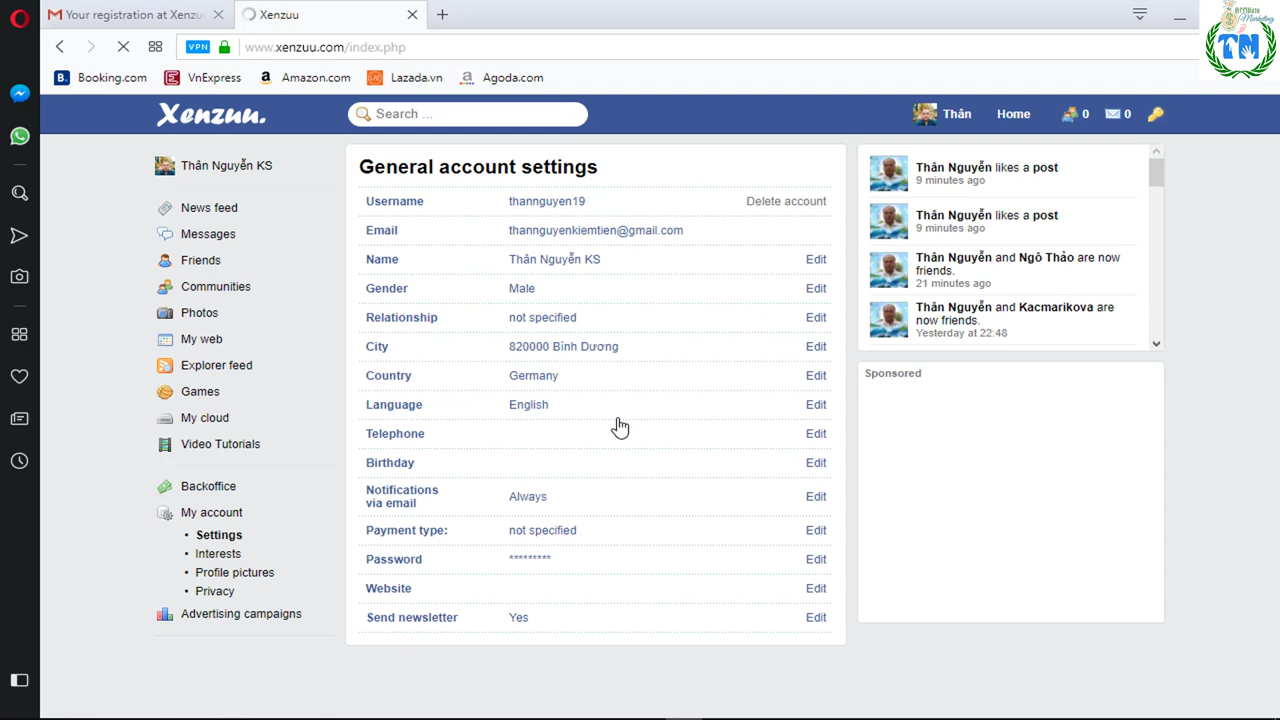 Your registration at Xenzu
Xenzuu
Affiliate
Marketing
TN
VPN
www.xenzuu.com/index.php
B. Booking.com
E VnExpress
a Amazon.com
Lazada.vn
a Agoda.com
Xenzuu.
Search ...
Thân
Home
0
0
Thân Nguyễn KS
News feed
Messages
Friends
Communities
Photos
My web
Explorer feed
Games
My cloud
Video Tutorials
Backoffice
My account
• Settings
• Interests
• Profile pictures
• Privacy
Advertising campaigns
General account settings
Username thannguyen19 Delete account
Email thannguyenkiemtien@gmail.com
Name Thân Nguyễn KS Edit
Gender Male Edit
Relationship not specified Edit
City 820000 Bình Dương Edit
Country Germany Edit
Language English Edit
Telephone Edit
Birthday Edit
Notifications
via email Always Edit
Payment type: not specified Edit
Password ********* Edit
Website Edit
Send newsletter Yes Edit
Thân Nguyễn likes a post
9 minutes ago
Thân Nguyễn likes a post
9 minutes ago
Thân Nguyễn and Ngô Thảo are now
friends.
21 minutes ago
Thân Nguyễn and Kacmarikova are
now friends.
Yesterday at 22:48
Sponsored